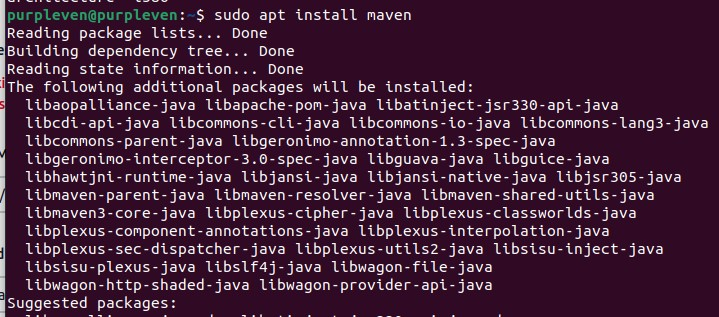 purpleven@purpleven:~$ sudo apt install maven
Reading package lists... Done
Building dependency tree... Done
Reading state information... Done
The following additional packages will be installed:
libaopalliance-java libapache-pom-java libatinject-jsr330-api-java
libcdi-api-java libcommons-cli-java libcommons-io-java libcommons-lang3-java
libcommons-parent-java libgeronimo-annotation-1.3-spec-java
libgeronimo-interceptor-3.0-spec-java libguava-java libguice-java
libhawtjni-runtime-java libjansi-java libjansi-native-java libjsr305-java
libmaven-parent-java libmaven-resolver-java libmaven-shared-utils-java
libmaven3-core-java libplexus-cipher-java libplexus-classworlds-java
libplexus-component-annotations-java libplexus-interpolation-java
libplexus-sec-dispatcher-java libplexus-utils2-java libsisu-inject-java
libsisu-plexus-java libslf4j-java libwagon-file-java
libwagon-http-shaded-java libwagon-provider-api-java
Suggested packages: